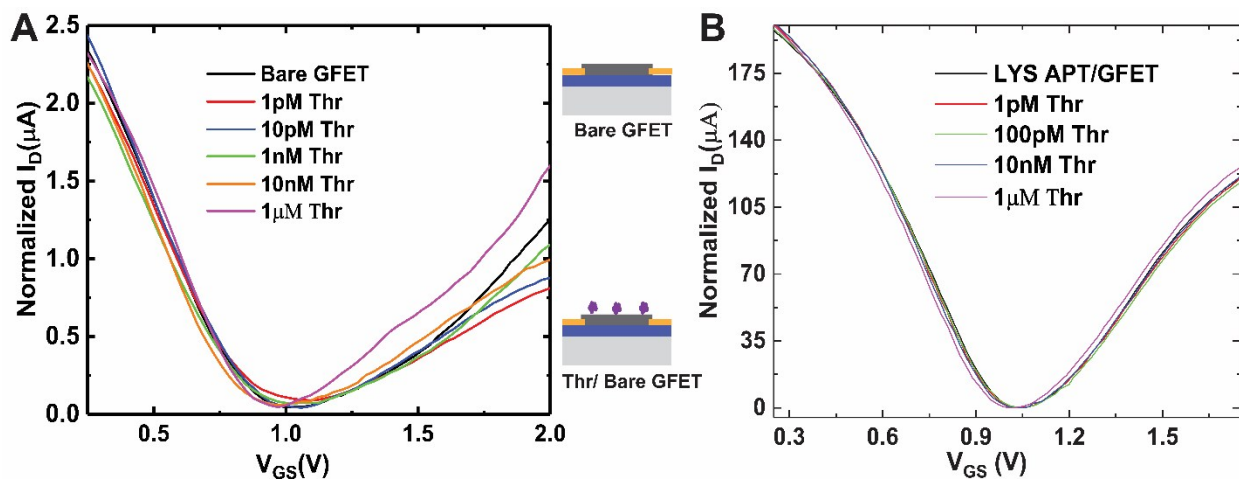 A
Normalized I_D(μA)
2.5
2.0
1.5
1.0
0.5
0.0
Bare GFET
1pM Thr
10pM Thr
1nM Thr
10nM Thr
1μM Thr
0.5 1.0 1.5 2.0
V_GS(V)
Bare GFET
Thr/ Bare GFET
B
Normalized I_D(μA)
175
140
105
70
35
0
LYS APT/GFET
1pM Thr
100pM Thr
10nM Thr
1μM Thr
0.3 0.6 0.9 1.2 1.5
V_GS (V)